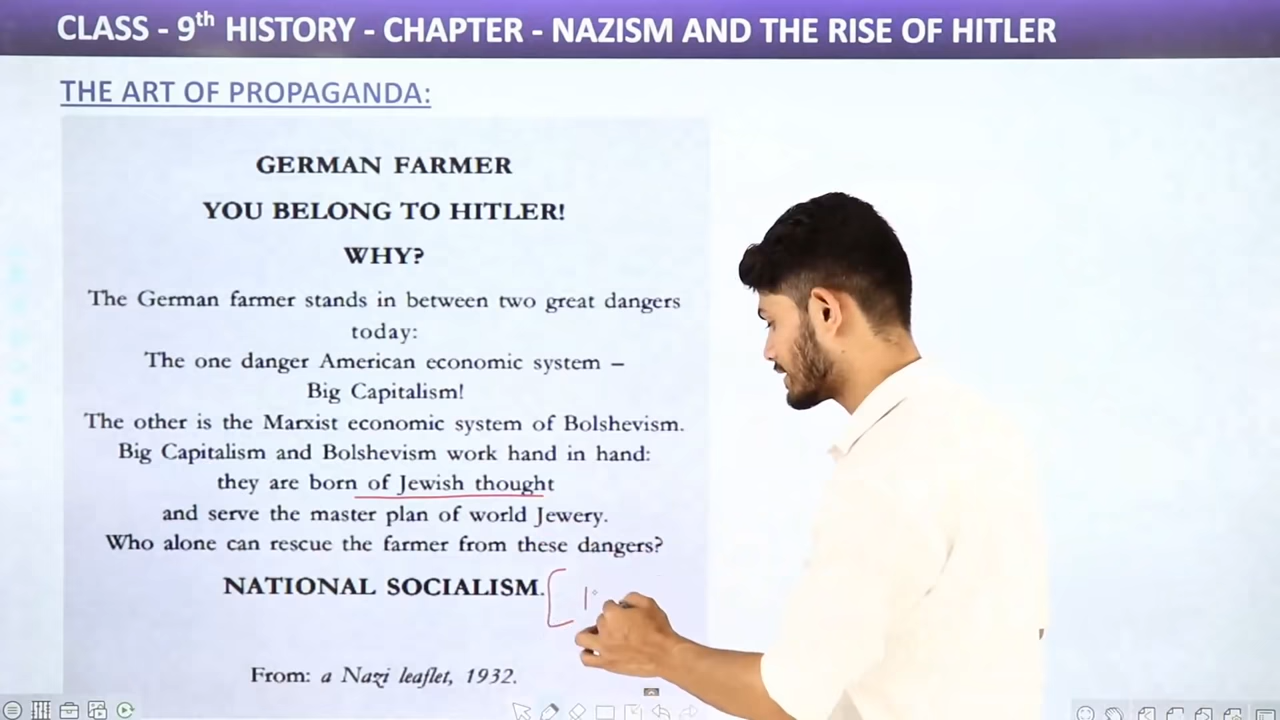 CLASS - 9th HISTORY - CHAPTER - NAZISM AND THE RISE OF HITLER
THE ART OF PROPAGANDA:
GERMAN FARMER
YOU BELONG TO HITLER!
WHY?
The German farmer stands in between two great dangers
today:
The one danger American economic system –
Big Capitalism!
The other is the Marxist economic system of Bolshevism.
Big Capitalism and Bolshevism work hand in hand:
they are born of Jewish thought
and serve the master plan of world Jewery.
Who alone can rescue the farmer from these dangers?
NATIONAL SOCIALISM.
From: a Nazi leaflet, 1932.